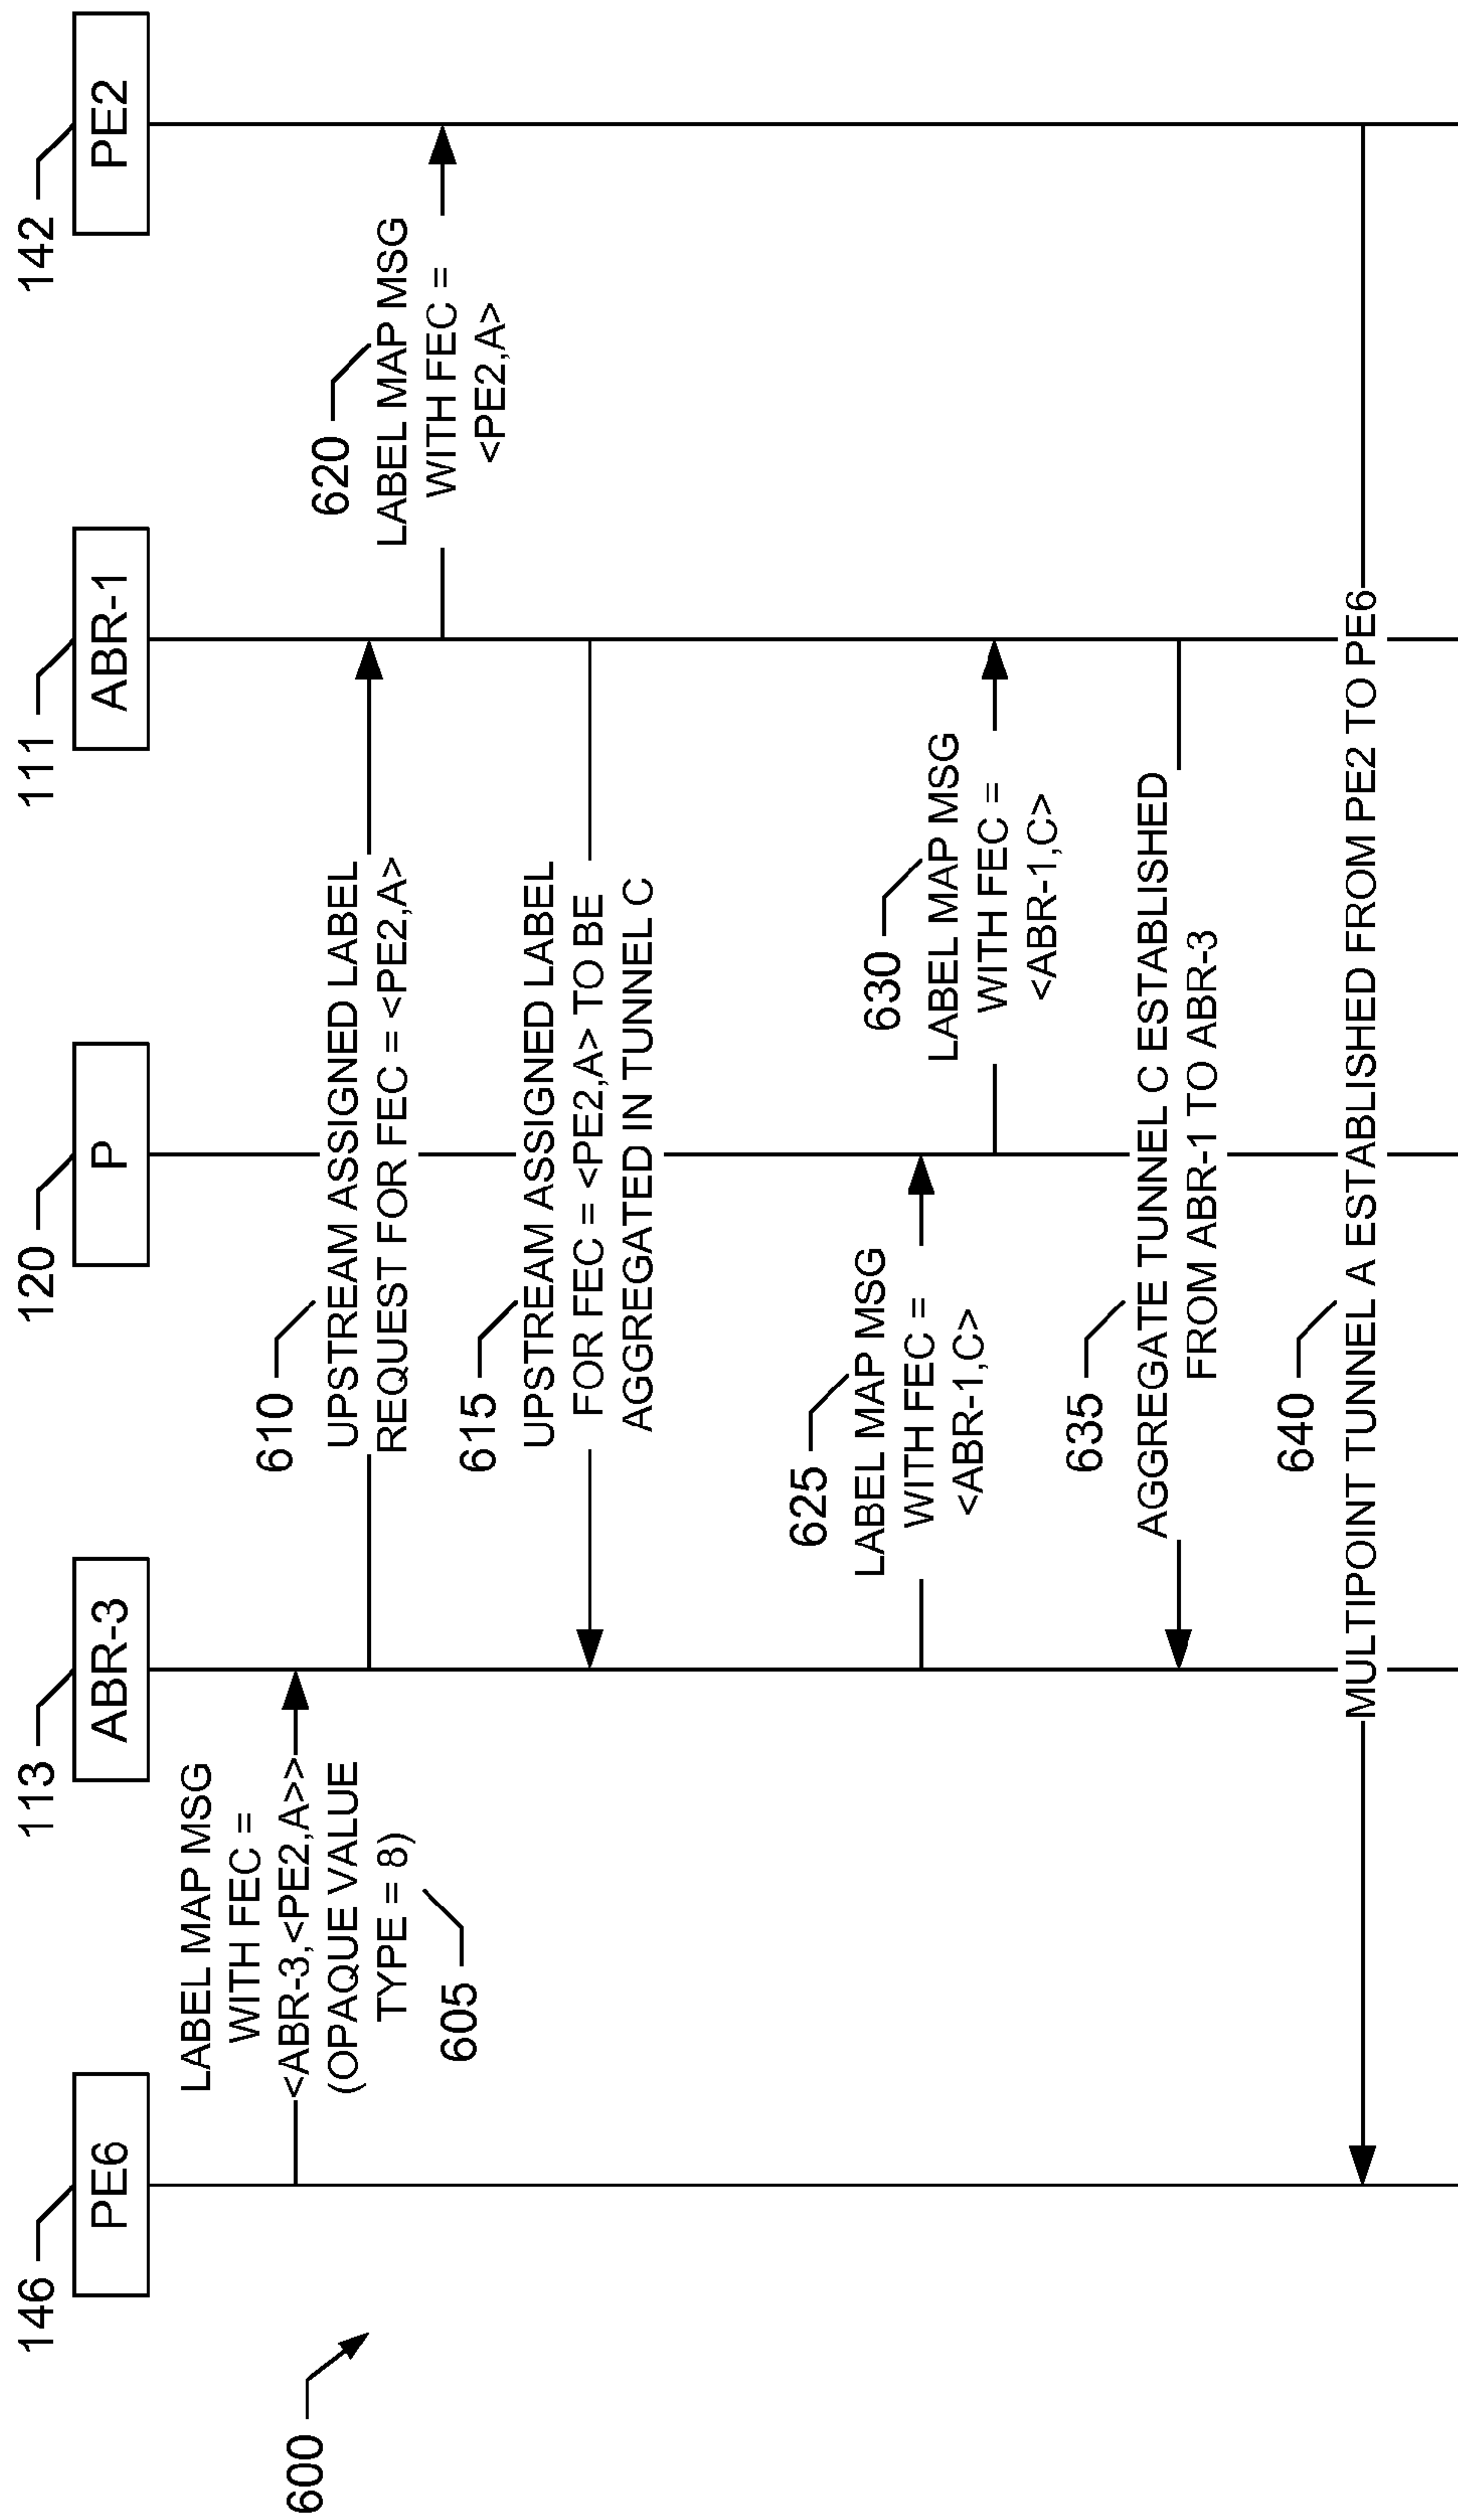 146
PE6
113
ABR-3
120
P
111
ABR-1
142
PE2
600
LABEL MAP MSG
WITH FEC =
<ABR-3,<PE2,A>>
(OPAQUE VALUE
TYPE = 8)
605
610
UPSTREAM ASSIGNED LABEL
REQUEST FOR FEC = <PE2,A>
620
LABEL MAP MSG
WITH FEC =
<PE2,A>
615
UPSTREAM ASSIGNED LABEL
FOR FEC = <PE2,A> TO BE
AGGREGATED IN TUNNEL C
625
LABEL MAP MSG
WITH FEC =
<ABR-1,C>
630
LABEL MAP MSG
WITH FEC =
<ABR-1,C>
635
AGGREGATE TUNNEL C ESTABLISHED
FROM ABR-1 TO ABR-3
640
MULTIPOINT TUNNEL A ESTABLISHED FROM PE2 TO PE6